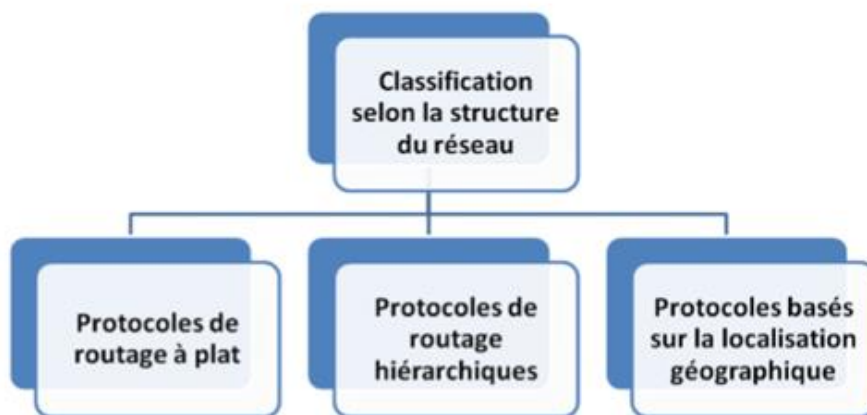 Classification
selon la structure
du réseau
Protocoles de
routage à plat
Protocoles de
routage
hiérarchiques
Protocoles basés
sur la localisation
géographique